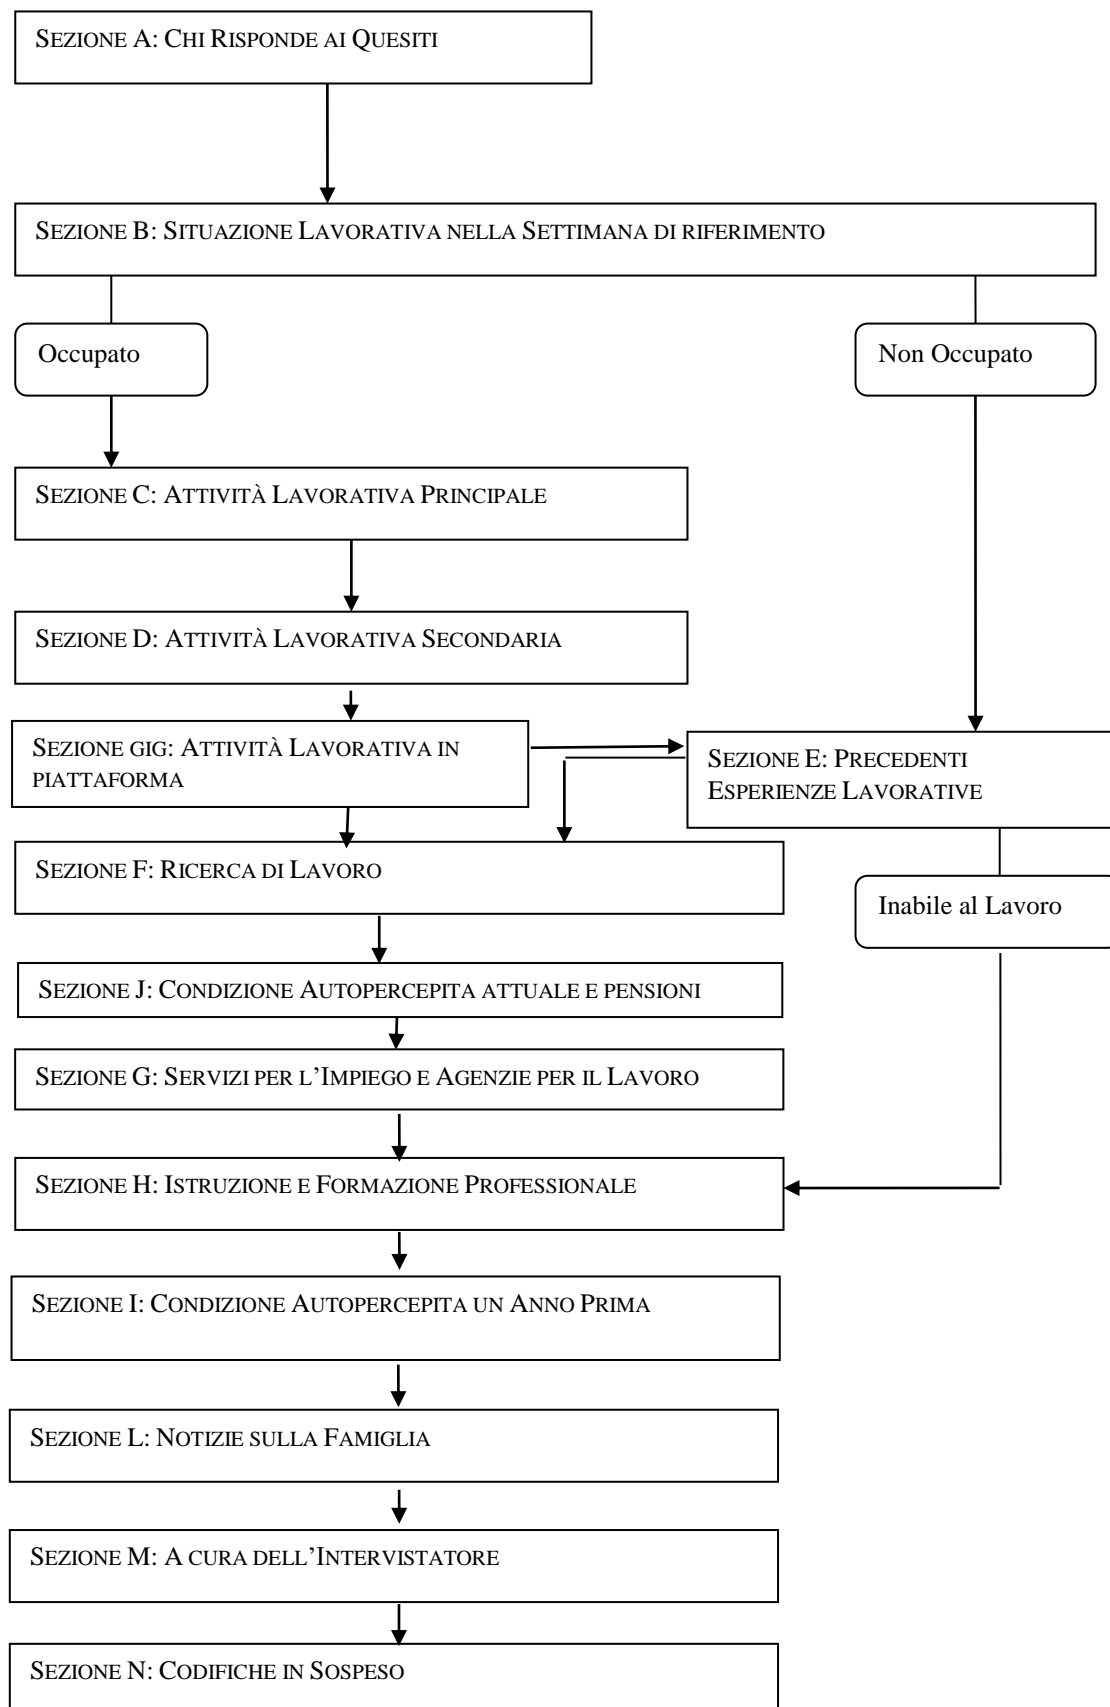 SEZIONE A: CHI RISPONDE AI QUESITI
SEZIONE B: SITUAZIONE LAVORATIVA NELLA SETTIMANA DI RIFERIMENTO
Occupato
Non Occupato
SEZIONE C: ATTIVITÀ LAVORATIVA PRINCIPALE
SEZIONE D: ATTIVITÀ LAVORATIVA SECONDARIA
SEZIONE GIG: ATTIVITÀ LAVORATIVA IN
PIATTAFORMA
SEZIONE E: PRECEDENTI
ESPERIENZE LAVORATIVE
SEZIONE F: RICERCA DI LAVORO
Inabile al Lavoro
SEZIONE J: CONDIZIONE AUTOPERCEPITA ATTUALE E PENSIONI
SEZIONE G: SERVIZI PER L'IMPIEGO E AGENZIE PER IL LAVORO
SEZIONE H: ISTRUZIONE E FORMAZIONE PROFESSIONALE
SEZIONE I: CONDIZIONE AUTOPERCEPITA UN ANNO PRIMA
SEZIONE L: NOTIZIE SULLA FAMIGLIA
SEZIONE M: A CURA DELL'INTERVISTATORE
SEZIONE N: CODIFICHE IN SOSPESO